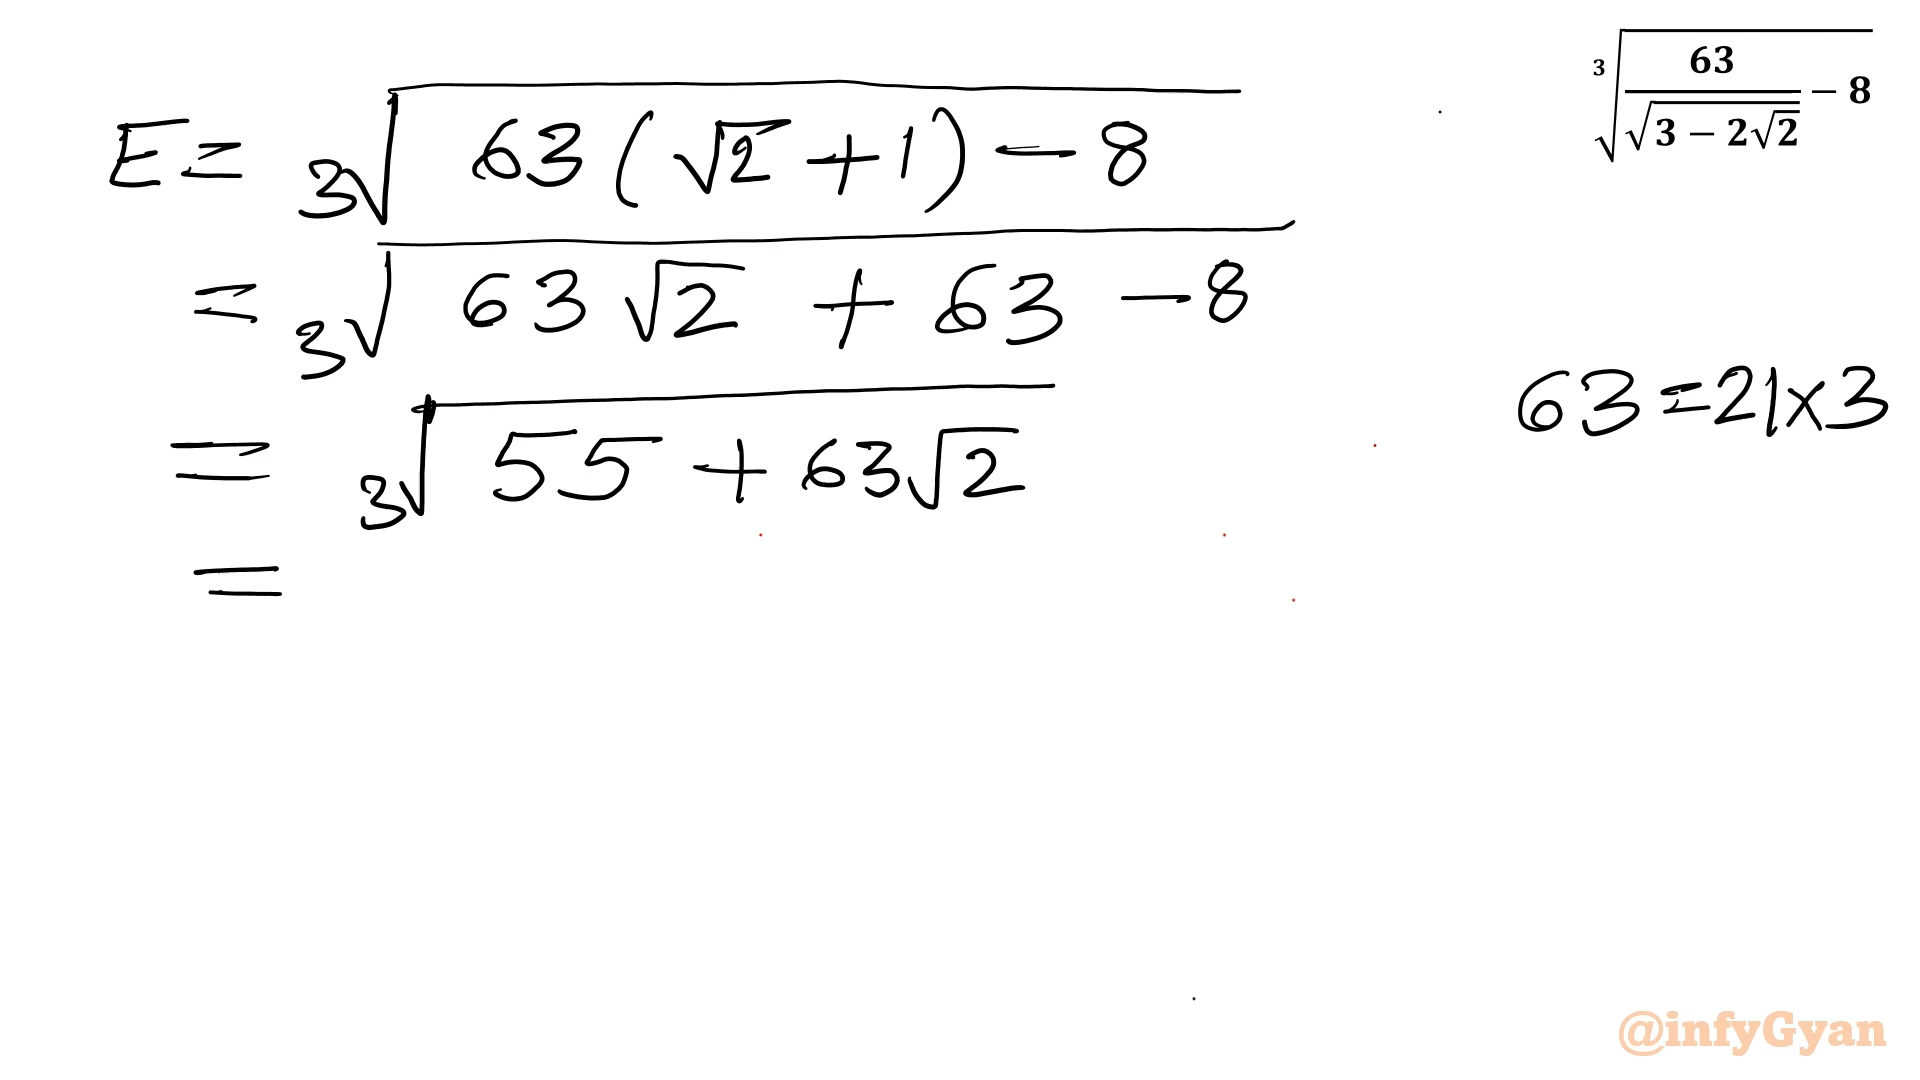 ∛(63/√(3 − 2√2) − 8)
E = ∛(63(√2 + 1) − 8)
= ∛(63√2 + 63 − 8)
63 = 21 × 3
= ∛(55 + 63√2)
=
@infyGyan